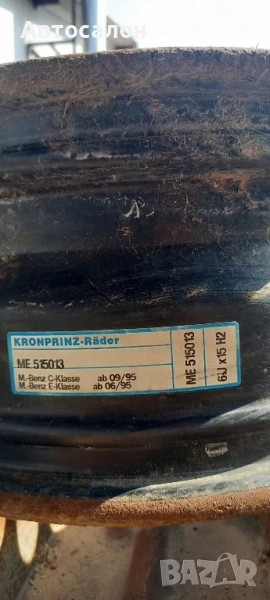 Автосалон
KRONPRINZ-Räder
ME 515013
M.-Benz C-Klasse ab 09/95
M.-Benz E-Klasse ab 06/95
ME 515013
6J x15 H2
bazar